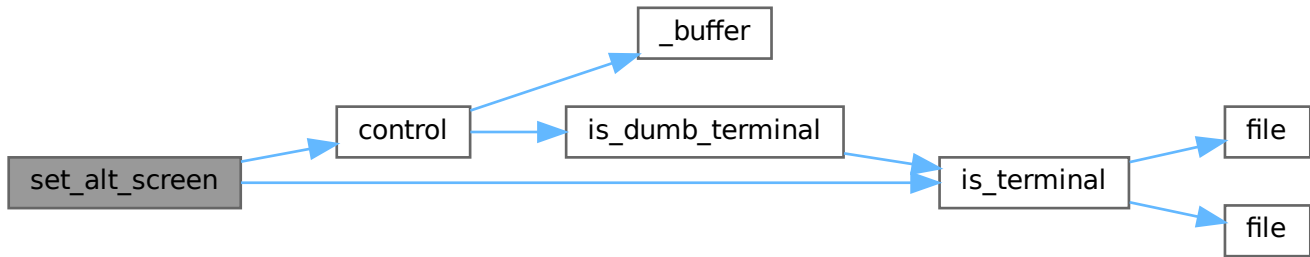 _buffer
control
is_dumb_terminal
file
set_alt_screen
is_terminal
file